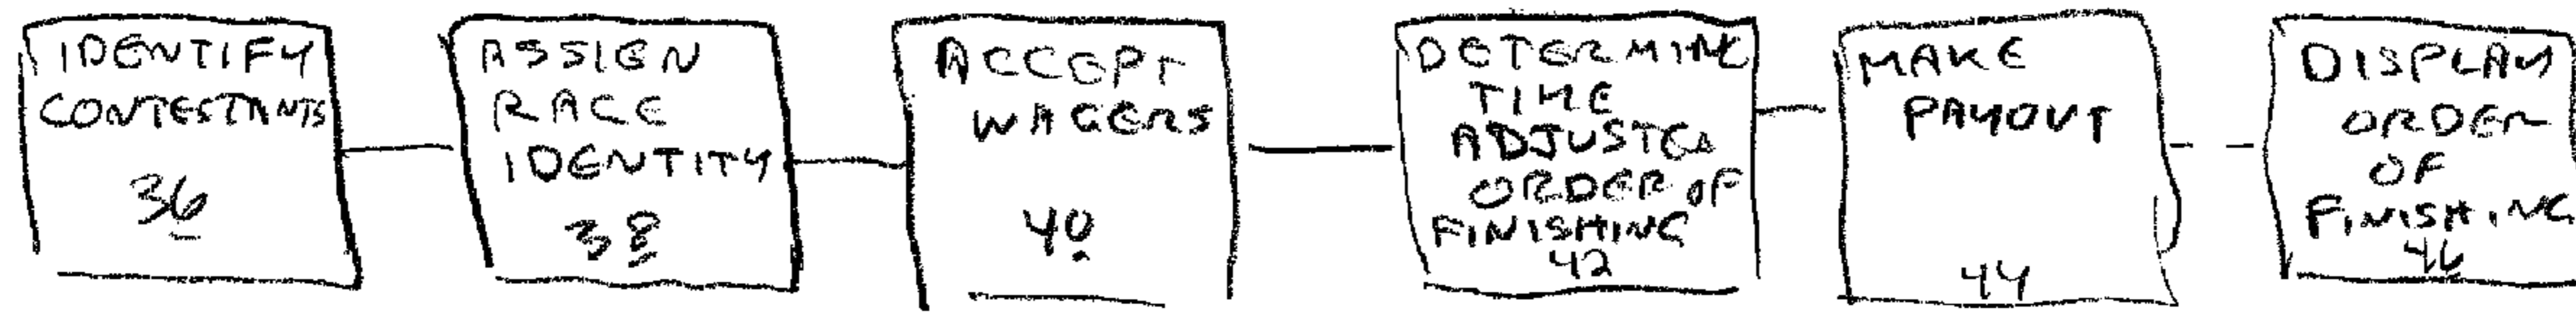 IDENTIFY
CONTESTANTS
36
ASSIGN
RACE
IDENTITY
38
ACCEPT
WAGERS
40
DETERMINE
TIME
ADJUSTED
ORDER OF
FINISHING
42
MAKE
PAYOUT
44
DISPLAY
ORDER
OF
FINISHING
46